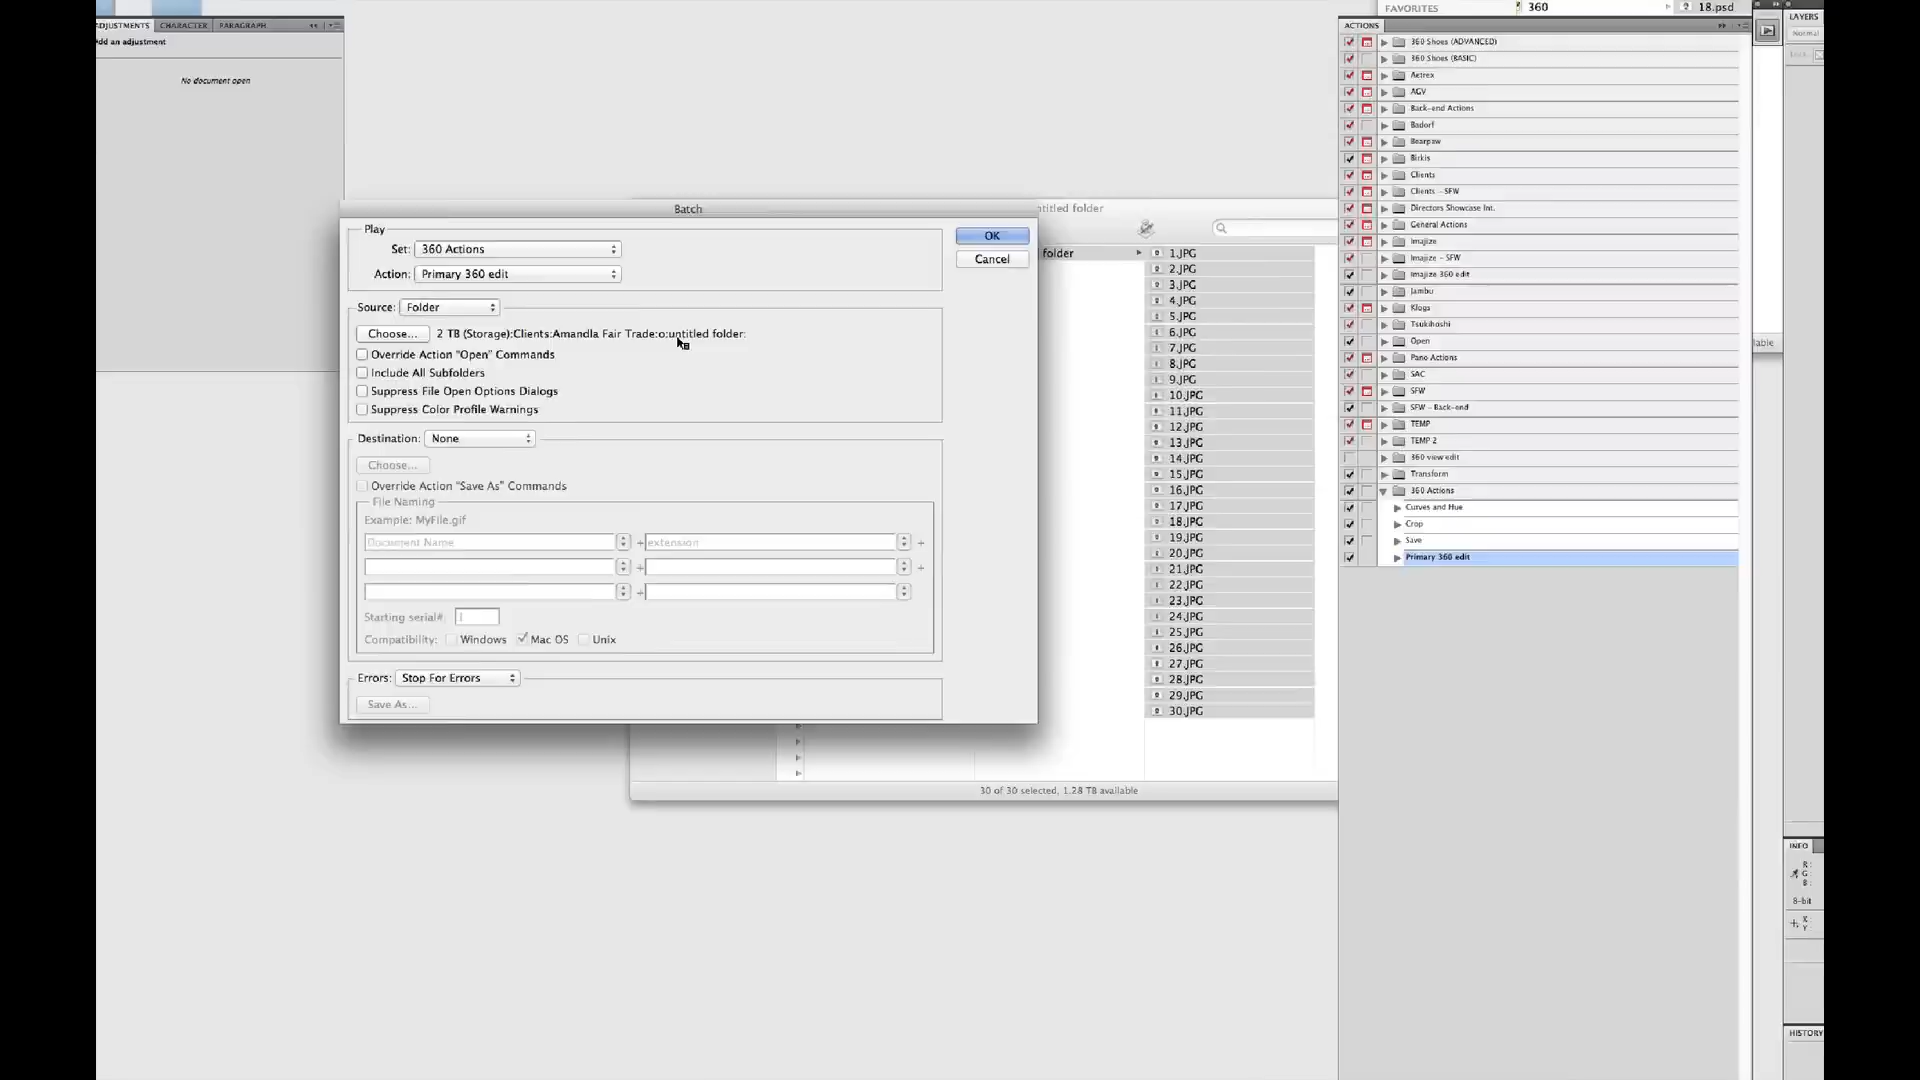 ADJUSTMENTS CHARACTER PARAGRAPH
Add an adjustment
No document open
FAVORITES
360
18.psd
ACTIONS
LAYERS
Normal
Lock:
360 Shoes (ADVANCED)
360 Shoes (BASIC)
Aetrex
AGV
Back-end Actions
Badorf
Bearpaw
Birkis
Clients
Clients - SFW
Directors Showcase Int.
General Actions
Imajize
Imajize - SFW
Imajize 360 edit
Jambu
Klogs
Tsukihoshi
Open
Pano Actions
SAC
SFW
SFW - Back-end
TEMP
TEMP 2
360 view edit
Transform
360 Actions
Curves and Hue
Crop
Save
Primary 360 edit
Batch
Play
Set: 360 Actions
Action: Primary 360 edit
OK
Cancel
Source: Folder
Choose... 2 TB (Storage):Clients:Amandla Fair Trade:o:untitled folder:
Override Action "Open" Commands
Include All Subfolders
Suppress File Open Options Dialogs
Suppress Color Profile Warnings
Destination: None
Choose...
Override Action "Save As" Commands
File Naming
Example: MyFile.gif
Document Name + extension +
+ +
+
Starting serial#: 1
Compatibility: Windows Mac OS Unix
Errors: Stop For Errors
Save As...
ntitled folder
folder
1.JPG
2.JPG
3.JPG
4.JPG
5.JPG
6.JPG
7.JPG
8.JPG
9.JPG
10.JPG
11.JPG
12.JPG
13.JPG
14.JPG
15.JPG
16.JPG
17.JPG
18.JPG
19.JPG
20.JPG
21.JPG
22.JPG
23.JPG
24.JPG
25.JPG
26.JPG
27.JPG
28.JPG
29.JPG
30.JPG
30 of 30 selected, 1.28 TB available
lable
INFO
R:
G:
B:
8-bit
X:
Y:
HISTORY